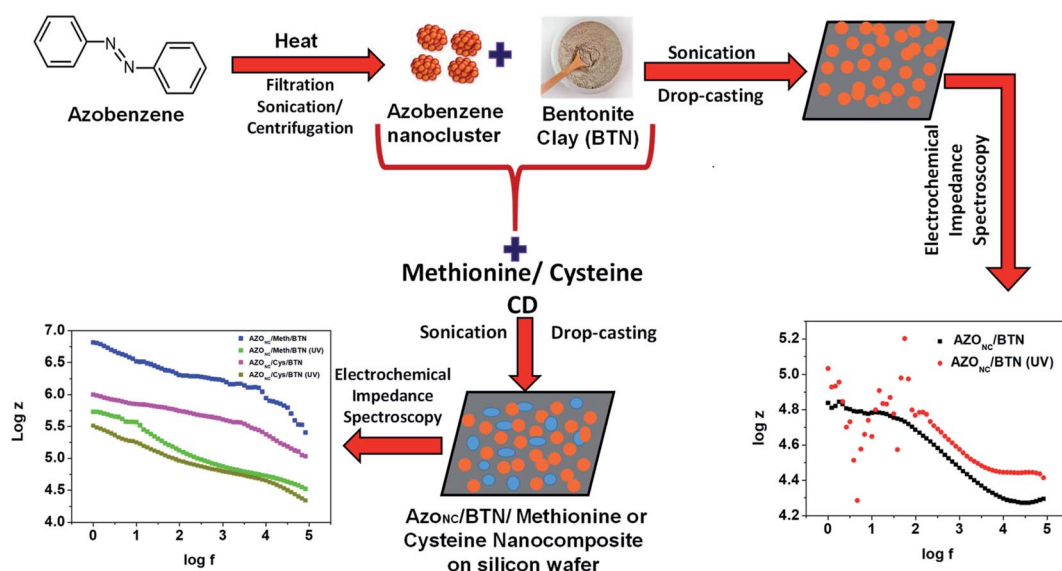 N
N
Azobenzene
Heat
Filtration
Sonication/
Centrifugation
Azobenzene
nanocluster
Bentonite
Clay (BTN)
Sonication
Drop-casting
Electrochemical
Impedance
Spectroscopy
Methionine/ Cysteine
CD
Sonication
Drop-casting
Electrochemical
Impedance
Spectroscopy
AzoNC/BTN/ Methionine or
Cysteine Nanocomposite
on silicon wafer
7.0
6.5
6.0
5.5
5.0
4.5
4.0
Log z
AZONC/Meth/BTN
AZONC/Meth/BTN (UV)
AZONC/Cys/BTN
AZONC/Cys/BTN (UV)
0 1 2 3 4 5
log f
5.2
5.0
4.8
4.6
4.4
4.2
log z
AZONC/BTN
AZONC/BTN (UV)
0 1 2 3 4 5
log f